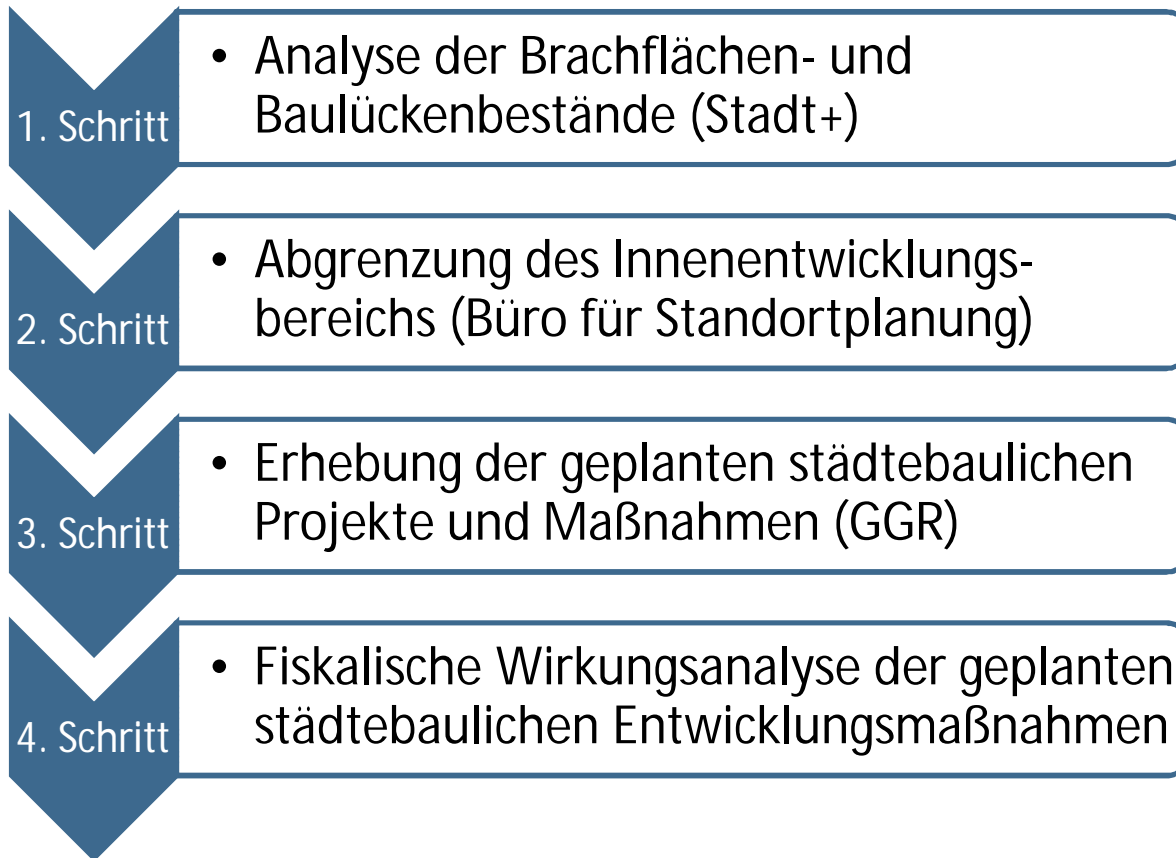 1. Schritt
• Analyse der Brachflächen- und
Baulückenbestände (Stadt+)
2. Schritt
• Abgrenzung des Innenentwicklungs-
bereichs (Büro für Standortplanung)
3. Schritt
• Erhebung der geplanten städtebaulichen
Projekte und Maßnahmen (GGR)
4. Schritt
• Fiskalische Wirkungsanalyse der geplanten
städtebaulichen Entwicklungsmaßnahmen